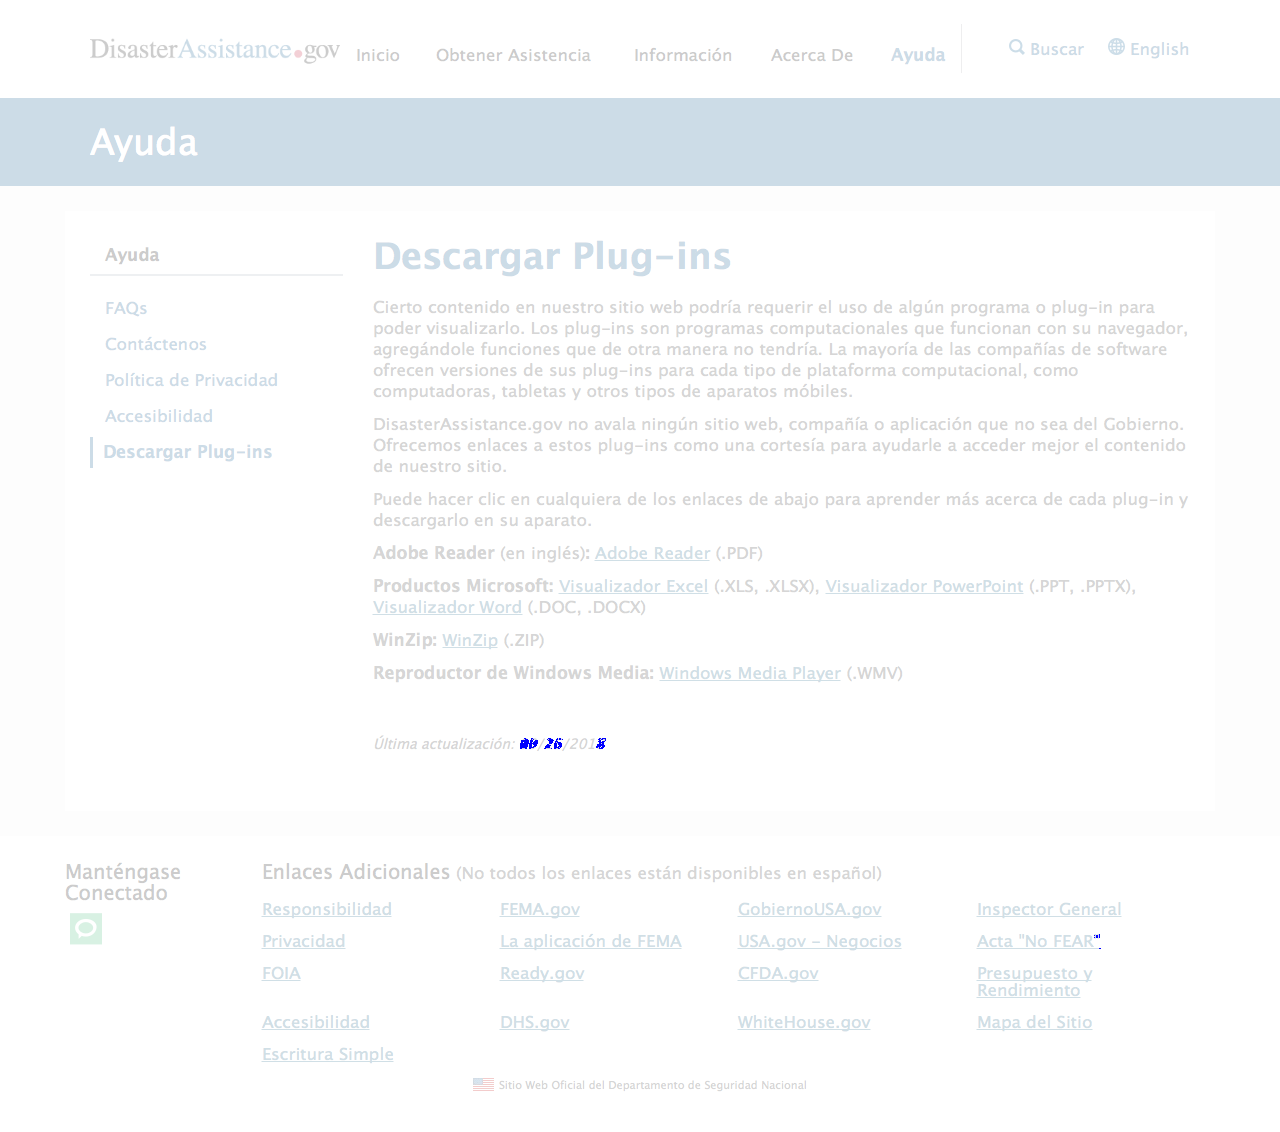 DisasterAssistance.gov Inicio Obtener Asistencia Información Acerca De Ayuda Buscar English
Ayuda
Ayuda
FAQs
Contáctenos
Política de Privacidad
Accesibilidad
Descargar Plug-ins
Descargar Plug-ins
Cierto contenido en nuestro sitio web podría requerir el uso de algún programa o plug-in para
poder visualizarlo. Los plug-ins son programas computacionales que funcionan con su navegador,
agregándole funciones que de otra manera no tendría. La mayoría de las compañías de software
ofrecen versiones de sus plug-ins para cada tipo de plataforma computacional, como
computadoras, tabletas y otros tipos de aparatos móbiles.
DisasterAssistance.gov no avala ningún sitio web, compañía o aplicación que no sea del Gobierno.
Ofrecemos enlaces a estos plug-ins como una cortesía para ayudarle a acceder mejor el contenido
de nuestro sitio.
Puede hacer clic en cualquiera de los enlaces de abajo para aprender más acerca de cada plug-in y
descargarlo en su aparato.
Adobe Reader (en inglés): Adobe Reader (.PDF)
Productos Microsoft: Visualizador Excel (.XLS, .XLSX), Visualizador PowerPoint (.PPT, .PPTX),
Visualizador Word (.DOC, .DOCX)
WinZip: WinZip (.ZIP)
Reproductor de Windows Media: Windows Media Player (.WMV)
Última actualización:
Manténgase
Conectado
Enlaces Adicionales (No todos los enlaces están disponibles en español)
Responsibilidad FEMA.gov GobiernoUSA.gov Inspector General
Privacidad La aplicación de FEMA USA.gov - Negocios Acta "No FEAR"
FOIA Ready.gov CFDA.gov Presupuesto y
Rendimiento
Accesibilidad DHS.gov WhiteHouse.gov Mapa del Sitio
Escritura Simple
Sitio Web Oficial del Departamento de Seguridad Nacional